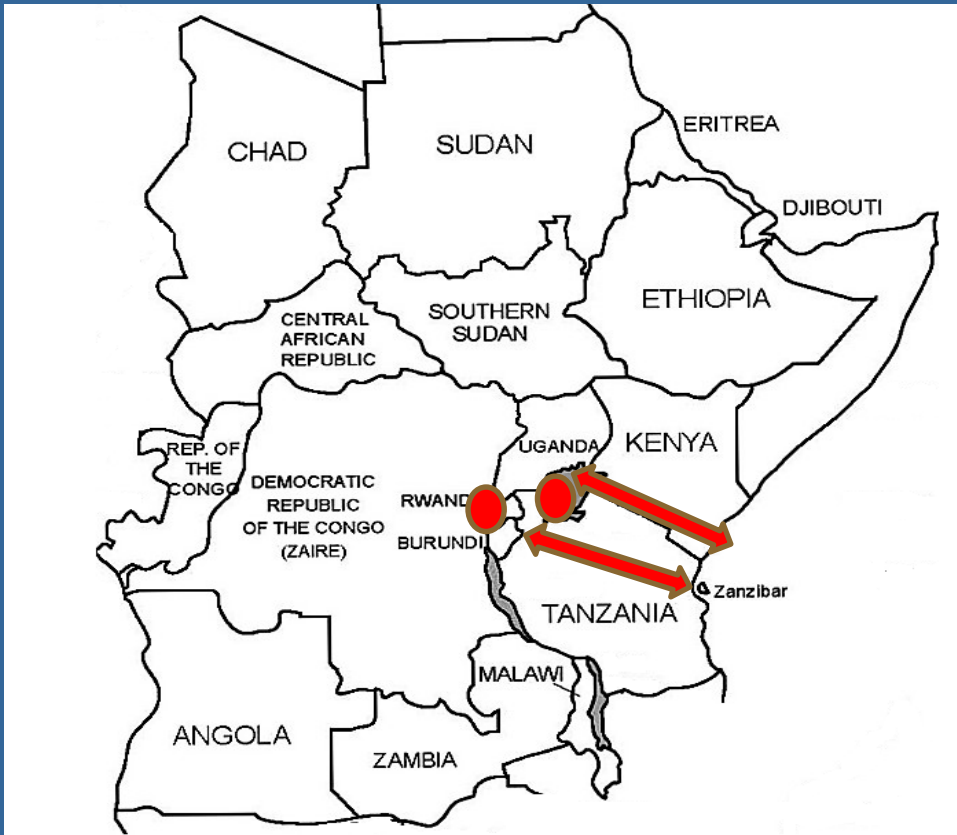 CHAD
SUDAN
ERITREA
DJIBOUTI
ETHIOPIA
SOUTHERN
SUDAN
CENTRAL
AFRICAN
REPUBLIC
UGANDA
KENYA
REP. OF
THE
CONGO
DEMOCRATIC
REPUBLIC
OF THE CONGO
(ZAIRE)
RWAND
BURUNDI
Zanzibar
TANZANIA
MALAWI
ANGOLA
ZAMBIA